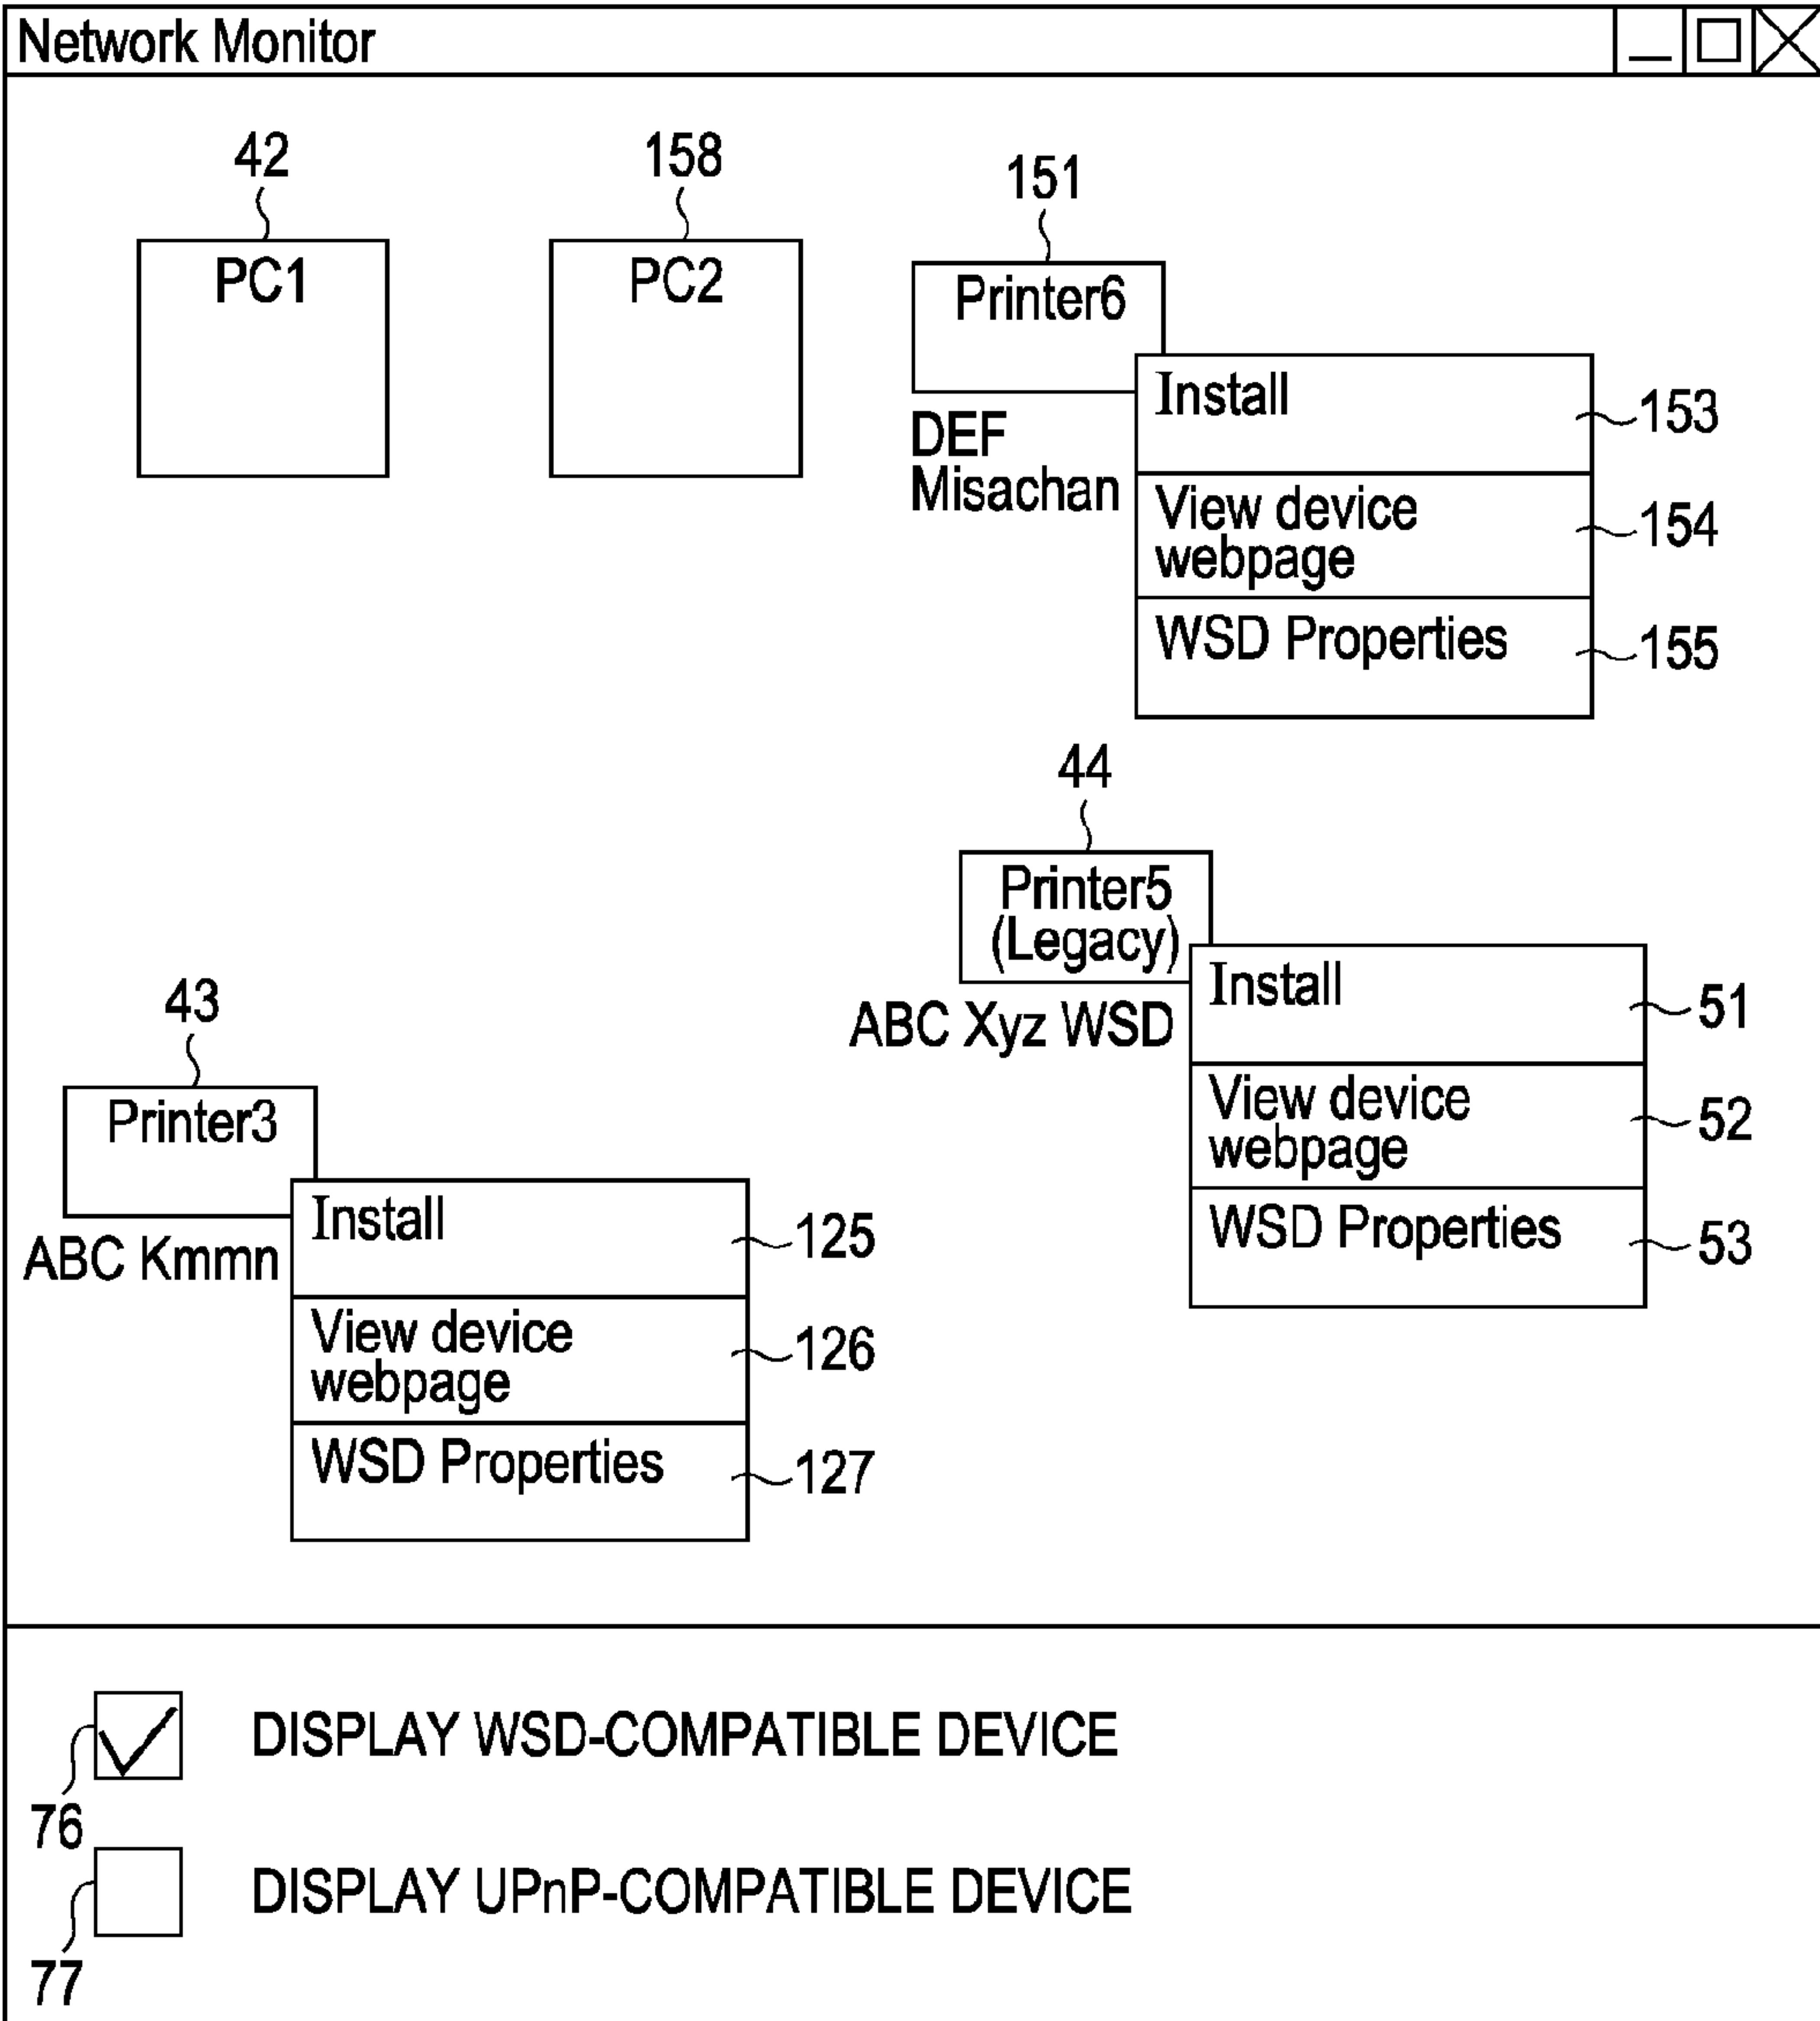 Network Monitor
42
158
151
PC1
PC2
Printer6
Install
153
DEF
Misachan
View device
webpage
154
WSD Properties
155
44
Printer5
(Legacy)
Install
51
ABC Xyz WSD
View device
webpage
52
WSD Properties
53
43
Printer3
Install
125
ABC Kmmn
View device
webpage
126
WSD Properties
127
DISPLAY WSD-COMPATIBLE DEVICE
76
DISPLAY UPnP-COMPATIBLE DEVICE
77